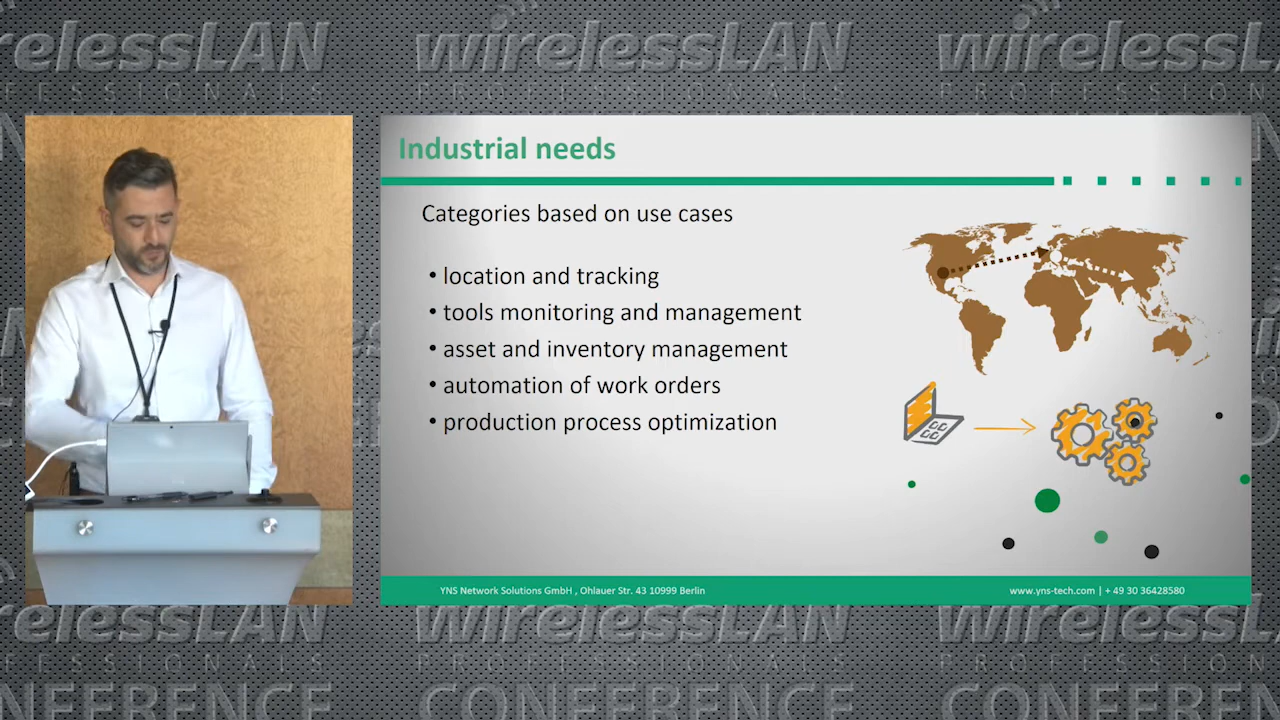 wirelessLAN
PROFESSIONALS
Industrial needs
Categories based on use cases
• location and tracking
• tools monitoring and management
• asset and inventory management
• automation of work orders
• production process optimization
YNS Network Solutions GmbH , Ohlauer Str. 43 10999 Berlin
www.yns-tech.com | + 49 30 36428580
wirelessLAN
PROFESSIONALS
CONFERENCE